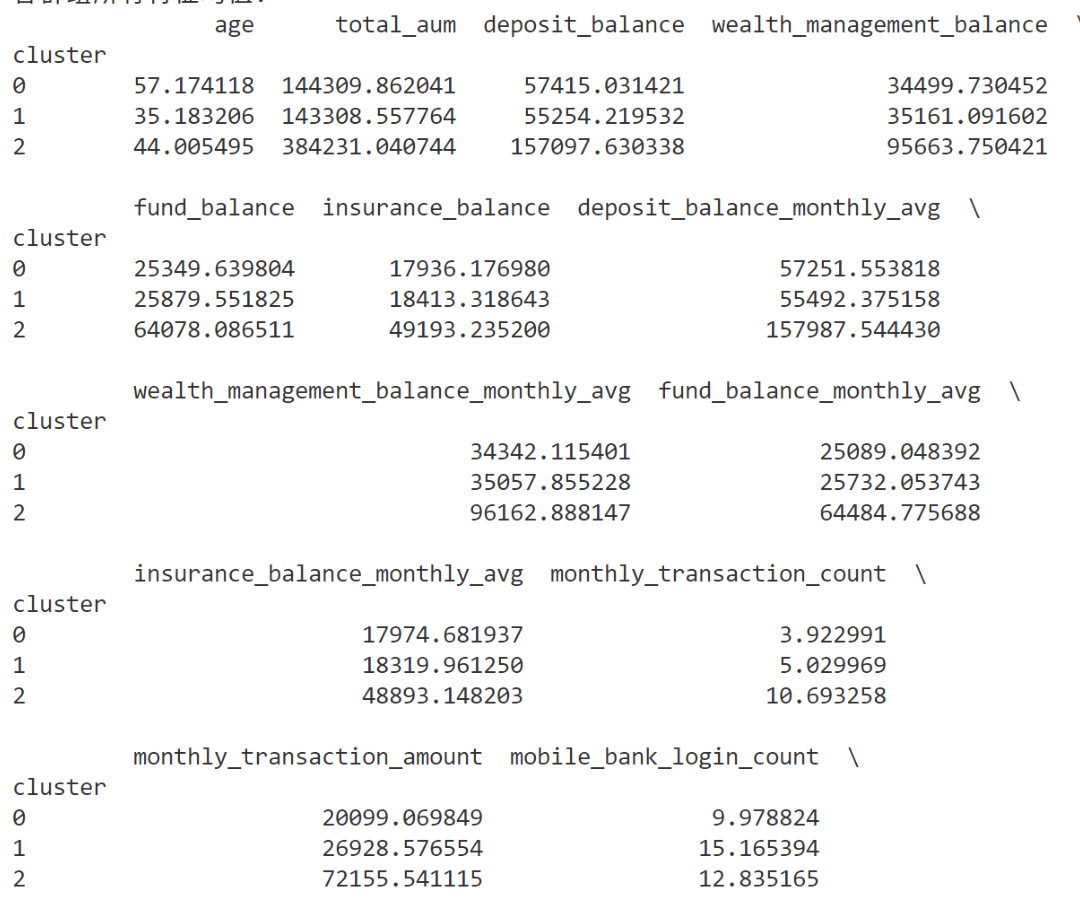 age total_aum deposit_balance wealth_management_balance \
cluster
0 57.174118 144309.862041 57415.031421 34499.730452
1 35.183206 143308.557764 55254.219532 35161.091602
2 44.005495 384231.040744 157097.630338 95663.750421
fund_balance insurance_balance deposit_balance_monthly_avg \
cluster
0 25349.639804 17936.176980 57251.553818
1 25879.551825 18413.318643 55492.375158
2 64078.086511 49193.235200 157987.544430
wealth_management_balance_monthly_avg fund_balance_monthly_avg \
cluster
0 34342.115401 25089.048392
1 35057.855228 25732.053743
2 96162.888147 64484.775688
insurance_balance_monthly_avg monthly_transaction_count \
cluster
0 17974.681937 3.922991
1 18319.961250 5.029969
2 48893.148203 10.693258
monthly_transaction_amount mobile_bank_login_count \
cluster
0 20099.069849 9.978824
1 26928.576554 15.165394
2 72155.541115 12.835165